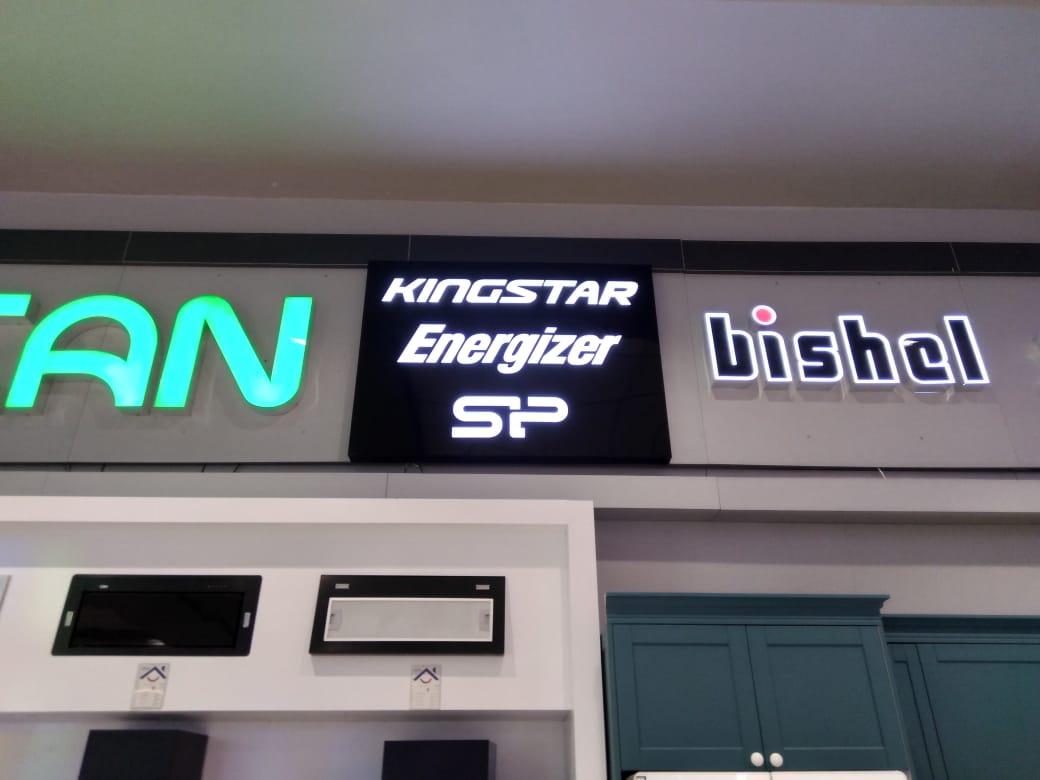 TAN
KINGSTAR
Energizer
SP
bishel